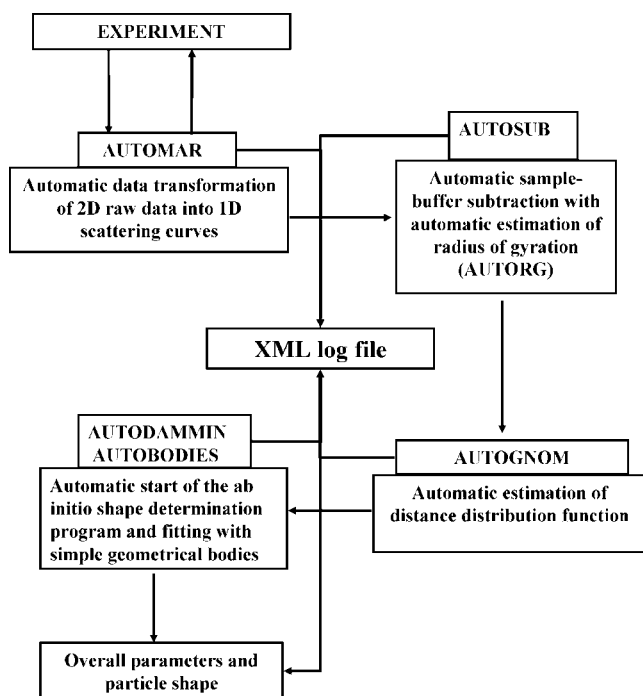 EXPERIMENT
AUTOMAR
Automatic data transformation
of 2D raw data into 1D
scattering curves
AUTOSUB
Automatic sample-
buffer subtraction with
automatic estimation of
radius of gyration
(AUTORG)
XML log file
AUTODAMMIN
AUTOBODIES
Automatic start of the ab
initio shape determination
program and fitting with
simple geometrical bodies
AUTOGNOM
Automatic estimation of
distance distribution function
Overall parameters and
particle shape